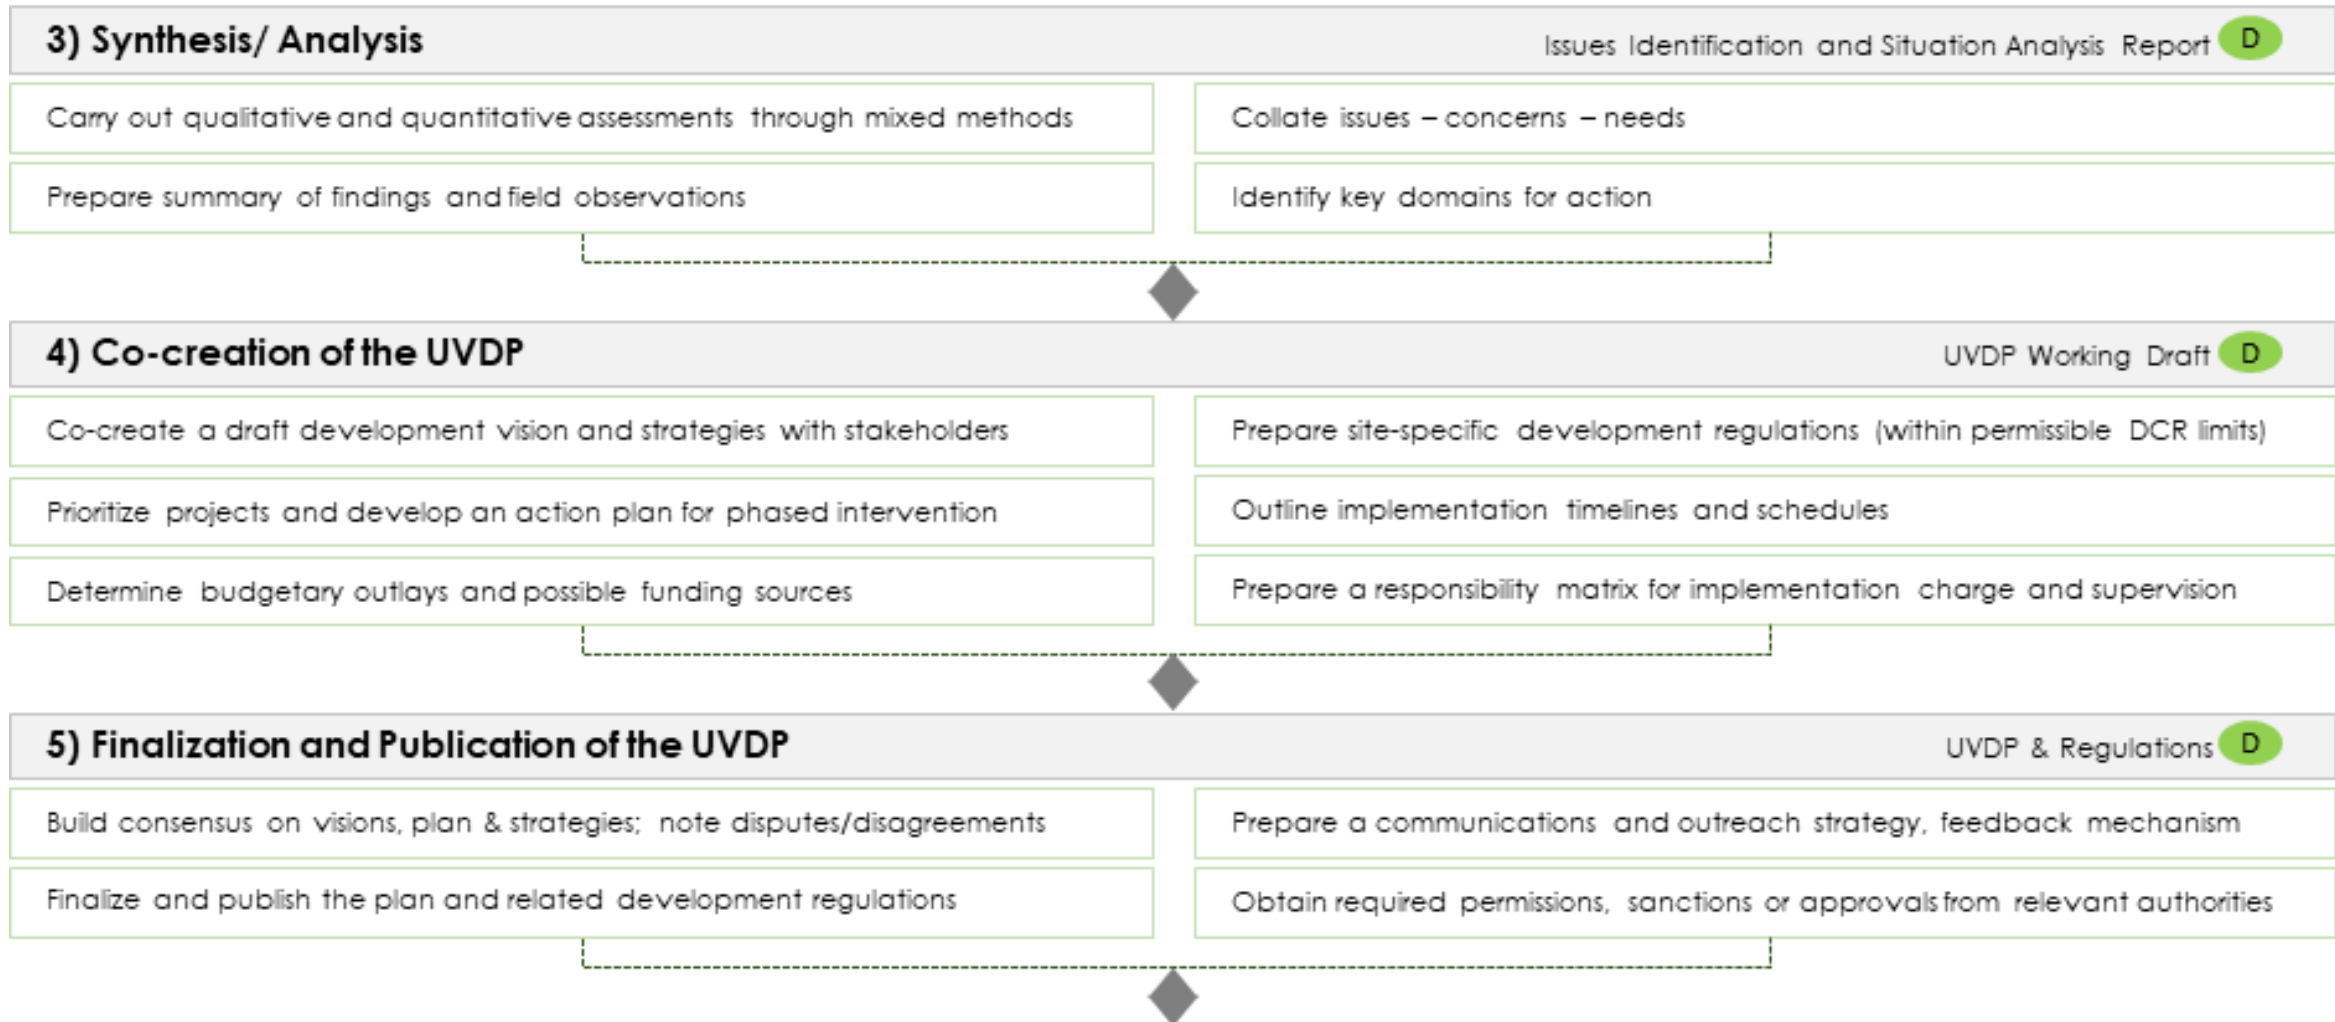 3) Synthesis/ Analysis
Issues Identification and Situation Analysis Report D
Carry out qualitative and quantitative assessments through mixed methods
Collate issues – concerns – needs
Prepare summary of findings and field observations
Identify key domains for action
4) Co-creation of the UVDP
UVDP Working Draft D
Co-create a draft development vision and strategies with stakeholders
Prepare site-specific development regulations (within permissible DCR limits)
Prioritize projects and develop an action plan for phased intervention
Outline implementation timelines and schedules
Determine budgetary outlays and possible funding sources
Prepare a responsibility matrix for implementation charge and supervision
5) Finalization and Publication of the UVDP
UVDP & Regulations D
Build consensus on visions, plan & strategies; note disputes/disagreements
Prepare a communications and outreach strategy, feedback mechanism
Finalize and publish the plan and related development regulations
Obtain required permissions, sanctions or approvals from relevant authorities